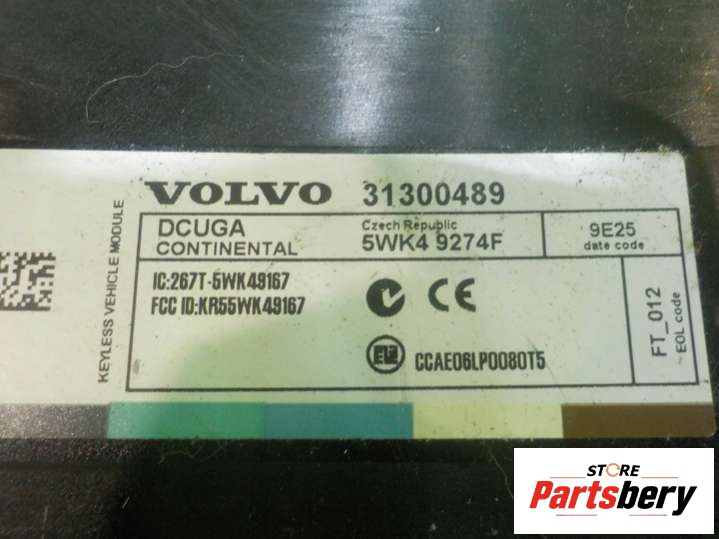 VOLVO 31300489
KEYLESS VEHICLE MODULE
DCUGA
CONTINENTAL
Czech Republic
5WK4 9274F
9E25
date code
IC:267T-5WK49167
FCC ID:KR55WK49167
CE
CCAE06LP0080T5
FT_012
EOL code
STORE
Partsbery